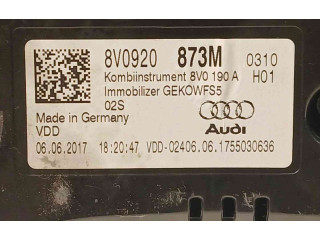 8V0920 873M 0310
Kombiinstrument 8V0 190 A H01
Immobilizer GEKOWFS5
02S
Made in Germany
VDD
Audi
06.06.2017 18:20:47 VDD-02406.06.1755030636